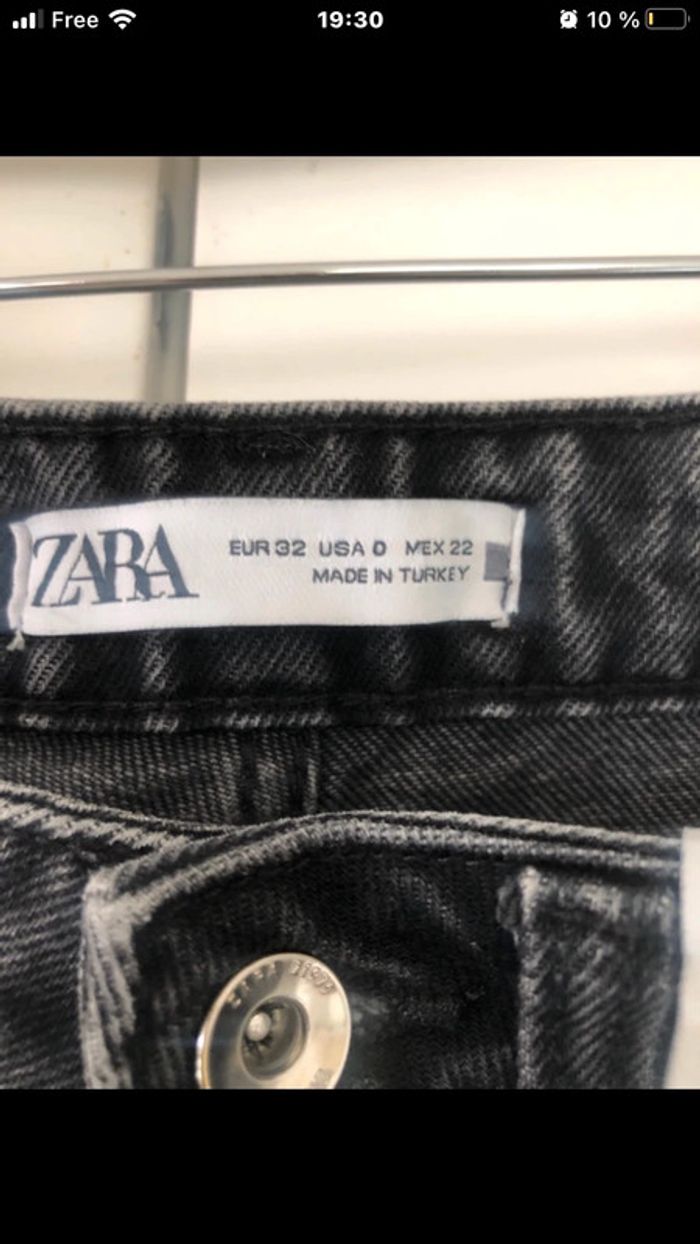 Free 19:30 10 %
ZARA
EUR 32 USA 0 MEX 22
MADE IN TURKEY